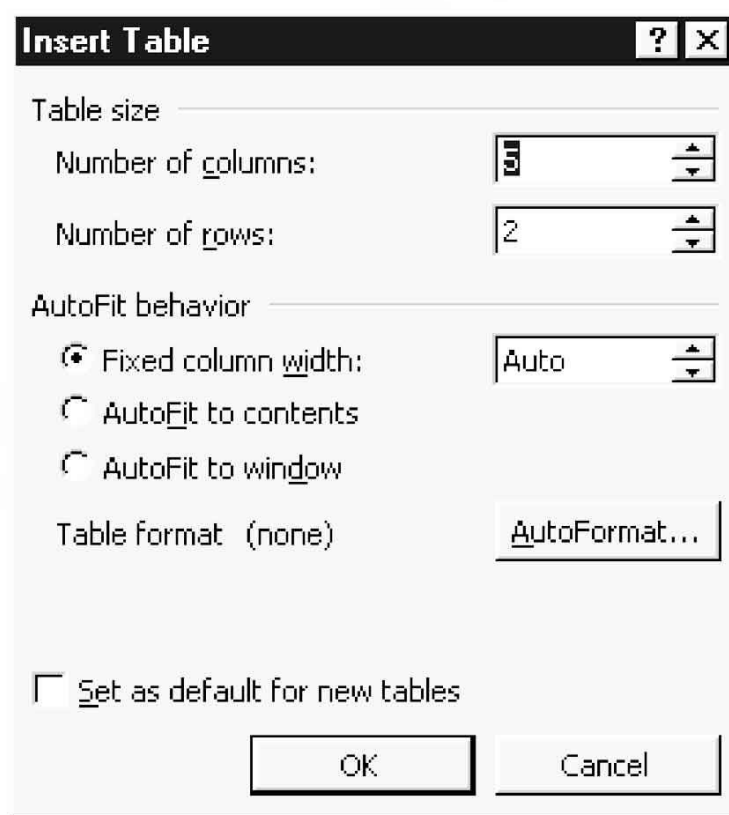 Insert Table ? ×
Table size
Number of columns: 5
Number of rows: 2
AutoFit behavior
Fixed column width: Auto
AutoFit to contents
AutoFit to window
Table format (none) AutoFormat...
Set as default for new tables
OK Cancel